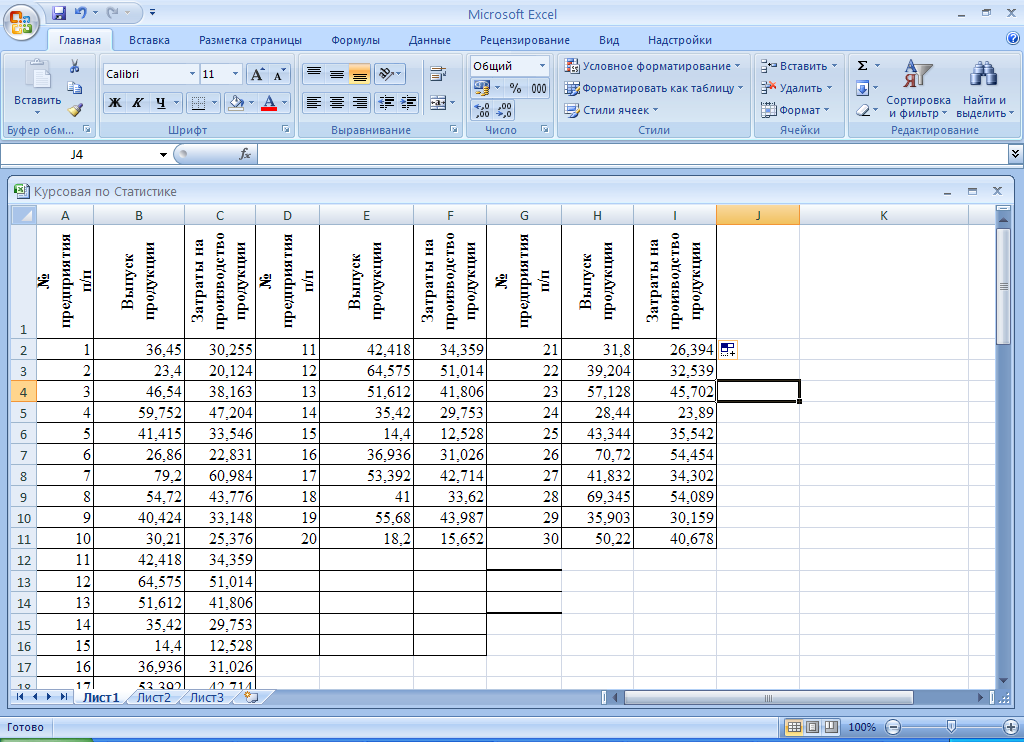 Microsoft Excel
Главная Вставка Разметка страницы Формулы Данные Рецензирование Вид Надстройки
Вставить
Буфер обм...
Calibri 11
Ж К Ч
Шрифт
Выравнивание
Общий
% 000
,00 ,00
Число
Условное форматирование
Форматировать как таблицу
Стили ячеек
Стили
Вставить
Удалить
Формат
Ячейки
Σ
Сортировка и фильтр
Найти и выделить
Редактирование
J4 fx
Курсовая по Статистике
A B C D E F G H I J K
1 № предприятия п/п Выпуск продукции Затраты на производство продукции № предприятия п/п Выпуск продукции Затраты на производство продукции № предприятия п/п Выпуск продукции Затраты на производство продукции
2 1 36,45 30,255 11 42,418 34,359 21 31,8 26,394
3 2 23,4 20,124 12 64,575 51,014 22 39,204 32,539
4 3 46,54 38,163 13 51,612 41,806 23 57,128 45,702
5 4 59,752 47,204 14 35,42 29,753 24 28,44 23,89
6 5 41,415 33,546 15 14,4 12,528 25 43,344 35,542
7 6 26,86 22,831 16 36,936 31,026 26 70,72 54,454
8 7 79,2 60,984 17 53,392 42,714 27 41,832 34,302
9 8 54,72 43,776 18 41 33,62 28 69,345 54,089
10 9 40,424 33,148 19 55,68 43,987 29 35,903 30,159
11 10 30,21 25,376 20 18,2 15,652 30 50,22 40,678
12 11 42,418 34,359
13 12 64,575 51,014
14 13 51,612 41,806
15 14 35,42 29,753
16 15 14,4 12,528
17 16 36,936 31,026
18 17 53,392 42,714
Лист1 Лист2 Лист3
Готово 100%